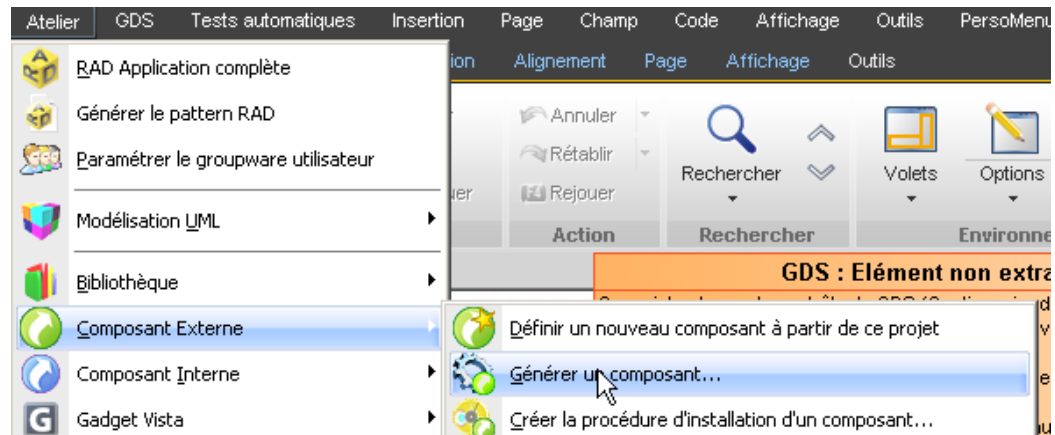 Atelier GDS Tests automatiques Insertion Page Champ Code Affichage Outils PersoMenu
ion Alignement Page Affichage Outils
RAD Application complète
Générer le pattern RAD
Paramétrer le groupware utilisateur
Modélisation UML
Bibliothèque
Composant Externe
Composant Interne
Gadget Vista
Annuler
Rétablir
Rejouer
uer
Action
Rechercher
Rechercher
Volets
Options
Environne
GDS : Elément non extra
Définir un nouveau composant à partir de ce projet
Générer un composant...
Créer la procédure d'installation d'un composant...